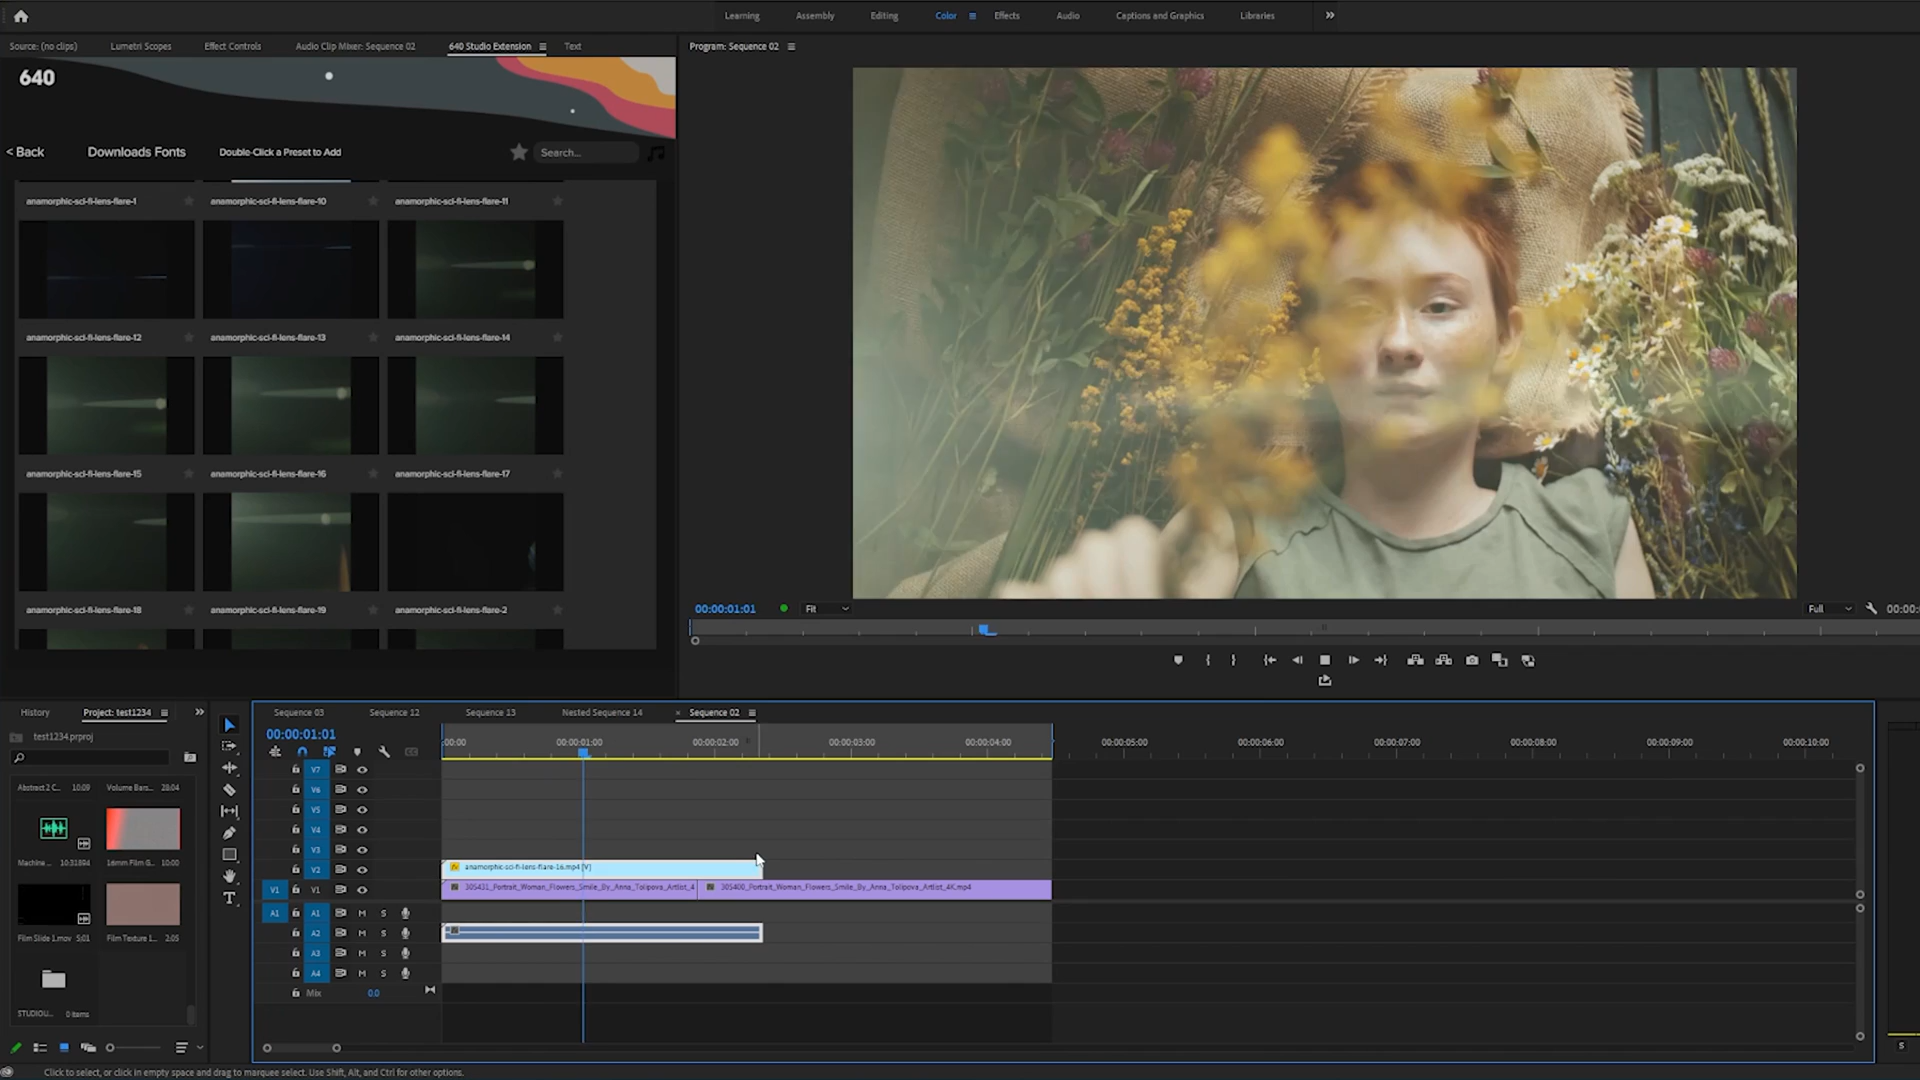 Learning Assembly Editing Color Effects Audio Captions and Graphics Libraries
Source: (no clips) Lumetri Scopes Effect Controls Audio Clip Mixer: Sequence 02 640 Studio Extension Text
Program: Sequence 02
640
< Back Downloads Fonts Double-Click a Preset to Add Search...
anamorphic-sci-fi-lens-flare-1 anamorphic-sci-fi-lens-flare-10 anamorphic-sci-fi-lens-flare-11
anamorphic-sci-fi-lens-flare-12 anamorphic-sci-fi-lens-flare-13 anamorphic-sci-fi-lens-flare-14
anamorphic-sci-fi-lens-flare-15 anamorphic-sci-fi-lens-flare-16 anamorphic-sci-fi-lens-flare-17
anamorphic-sci-fi-lens-flare-18 anamorphic-sci-fi-lens-flare-19 anamorphic-sci-fi-lens-flare-2
00:00:01:01 Fit Full 00:00:
History Project: test1234
test1234.prproj
Abstract 2 C... 10:09 Volume Bars... 28:04
Machine ... 10:31894 16mm Film G... 10:00
Film Slide 1.mov 5;01 Film Texture 1... 2:05
STUDIOU... 0 items
Sequence 03 Sequence 12 Sequence 13 Nested Sequence 14 × Sequence 02
00:00:01:01
:00:00 00:00:01:00 00:00:02:00 00:00:03:00 00:00:04:00 00:00:05:00 00:00:06:00 00:00:07:00 00:00:08:00 00:00:09:00 00:00:10:00
V7
V6
V5
V4
V3
V2 anamorphic-sci-fi-lens-flare-16.mp4 [V]
V1 V1 305431_Portrait_Woman_Flowers_Smile_By_Anna_Tolipova_Artist_4 305400_Portrait_Woman_Flowers_Smile_By_Anna_Tolipova_Artist_4K.mp4
A1 A1 M S
A2 M S
A3 M S
A4 M S
Mix 0.0
S
Click to select, or click in empty space and drag to marquee select. Use Shift, Alt, and Ctrl for other options.